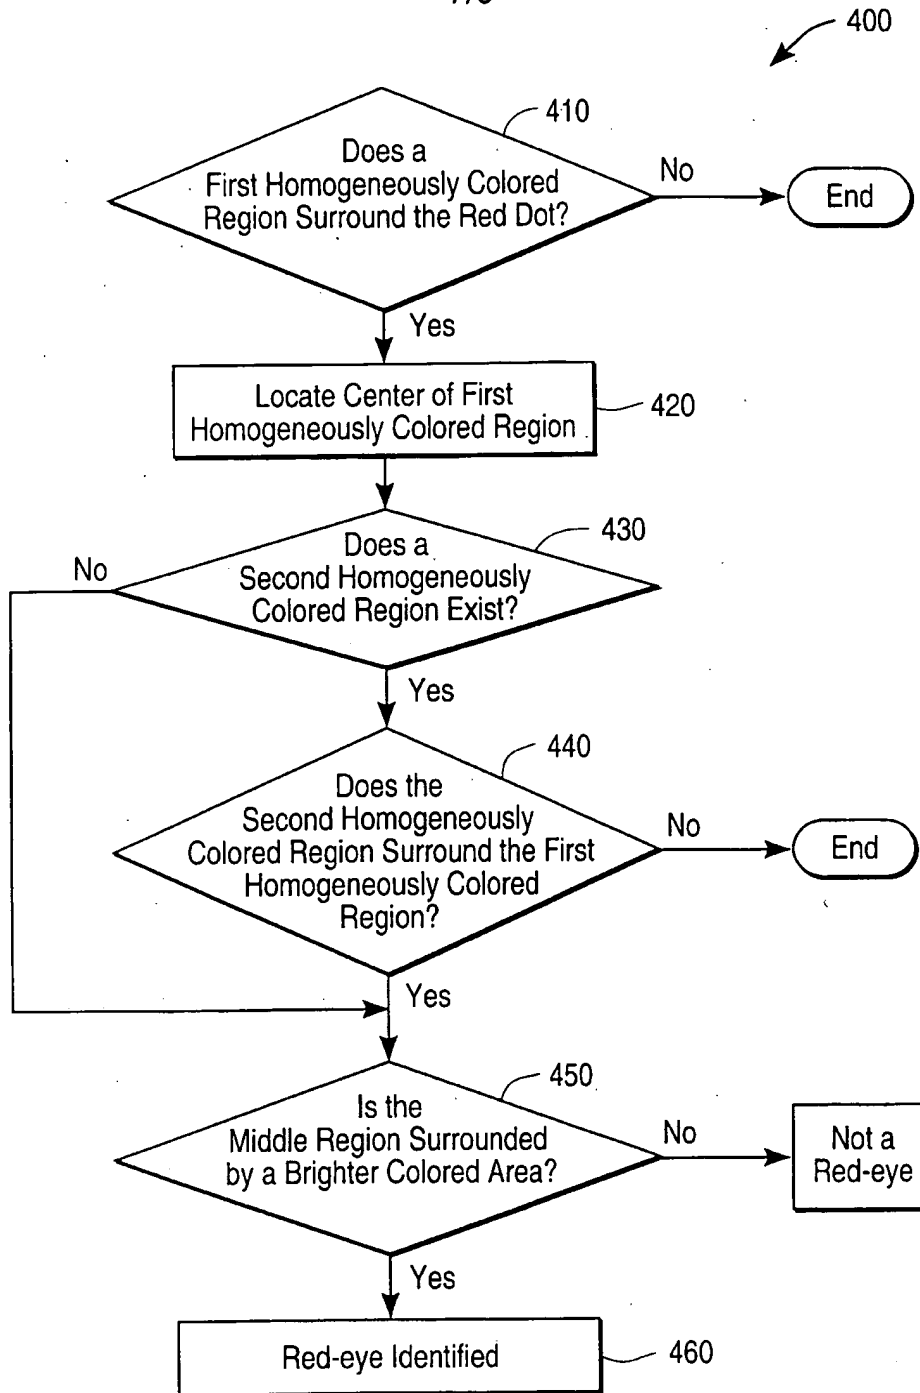 400
410
Does a
First Homogeneously Colored
Region Surround the Red Dot?
No
End
Yes
Locate Center of First
Homogeneously Colored Region
420
430
Does a
Second Homogeneously
Colored Region Exist?
No
Yes
440
Does the
Second Homogeneously
Colored Region Surround the First
Homogeneously Colored
Region?
No
End
Yes
450
Is the
Middle Region Surrounded
by a Brighter Colored Area?
No
Not a
Red-eye
Yes
Red-eye Identified
460